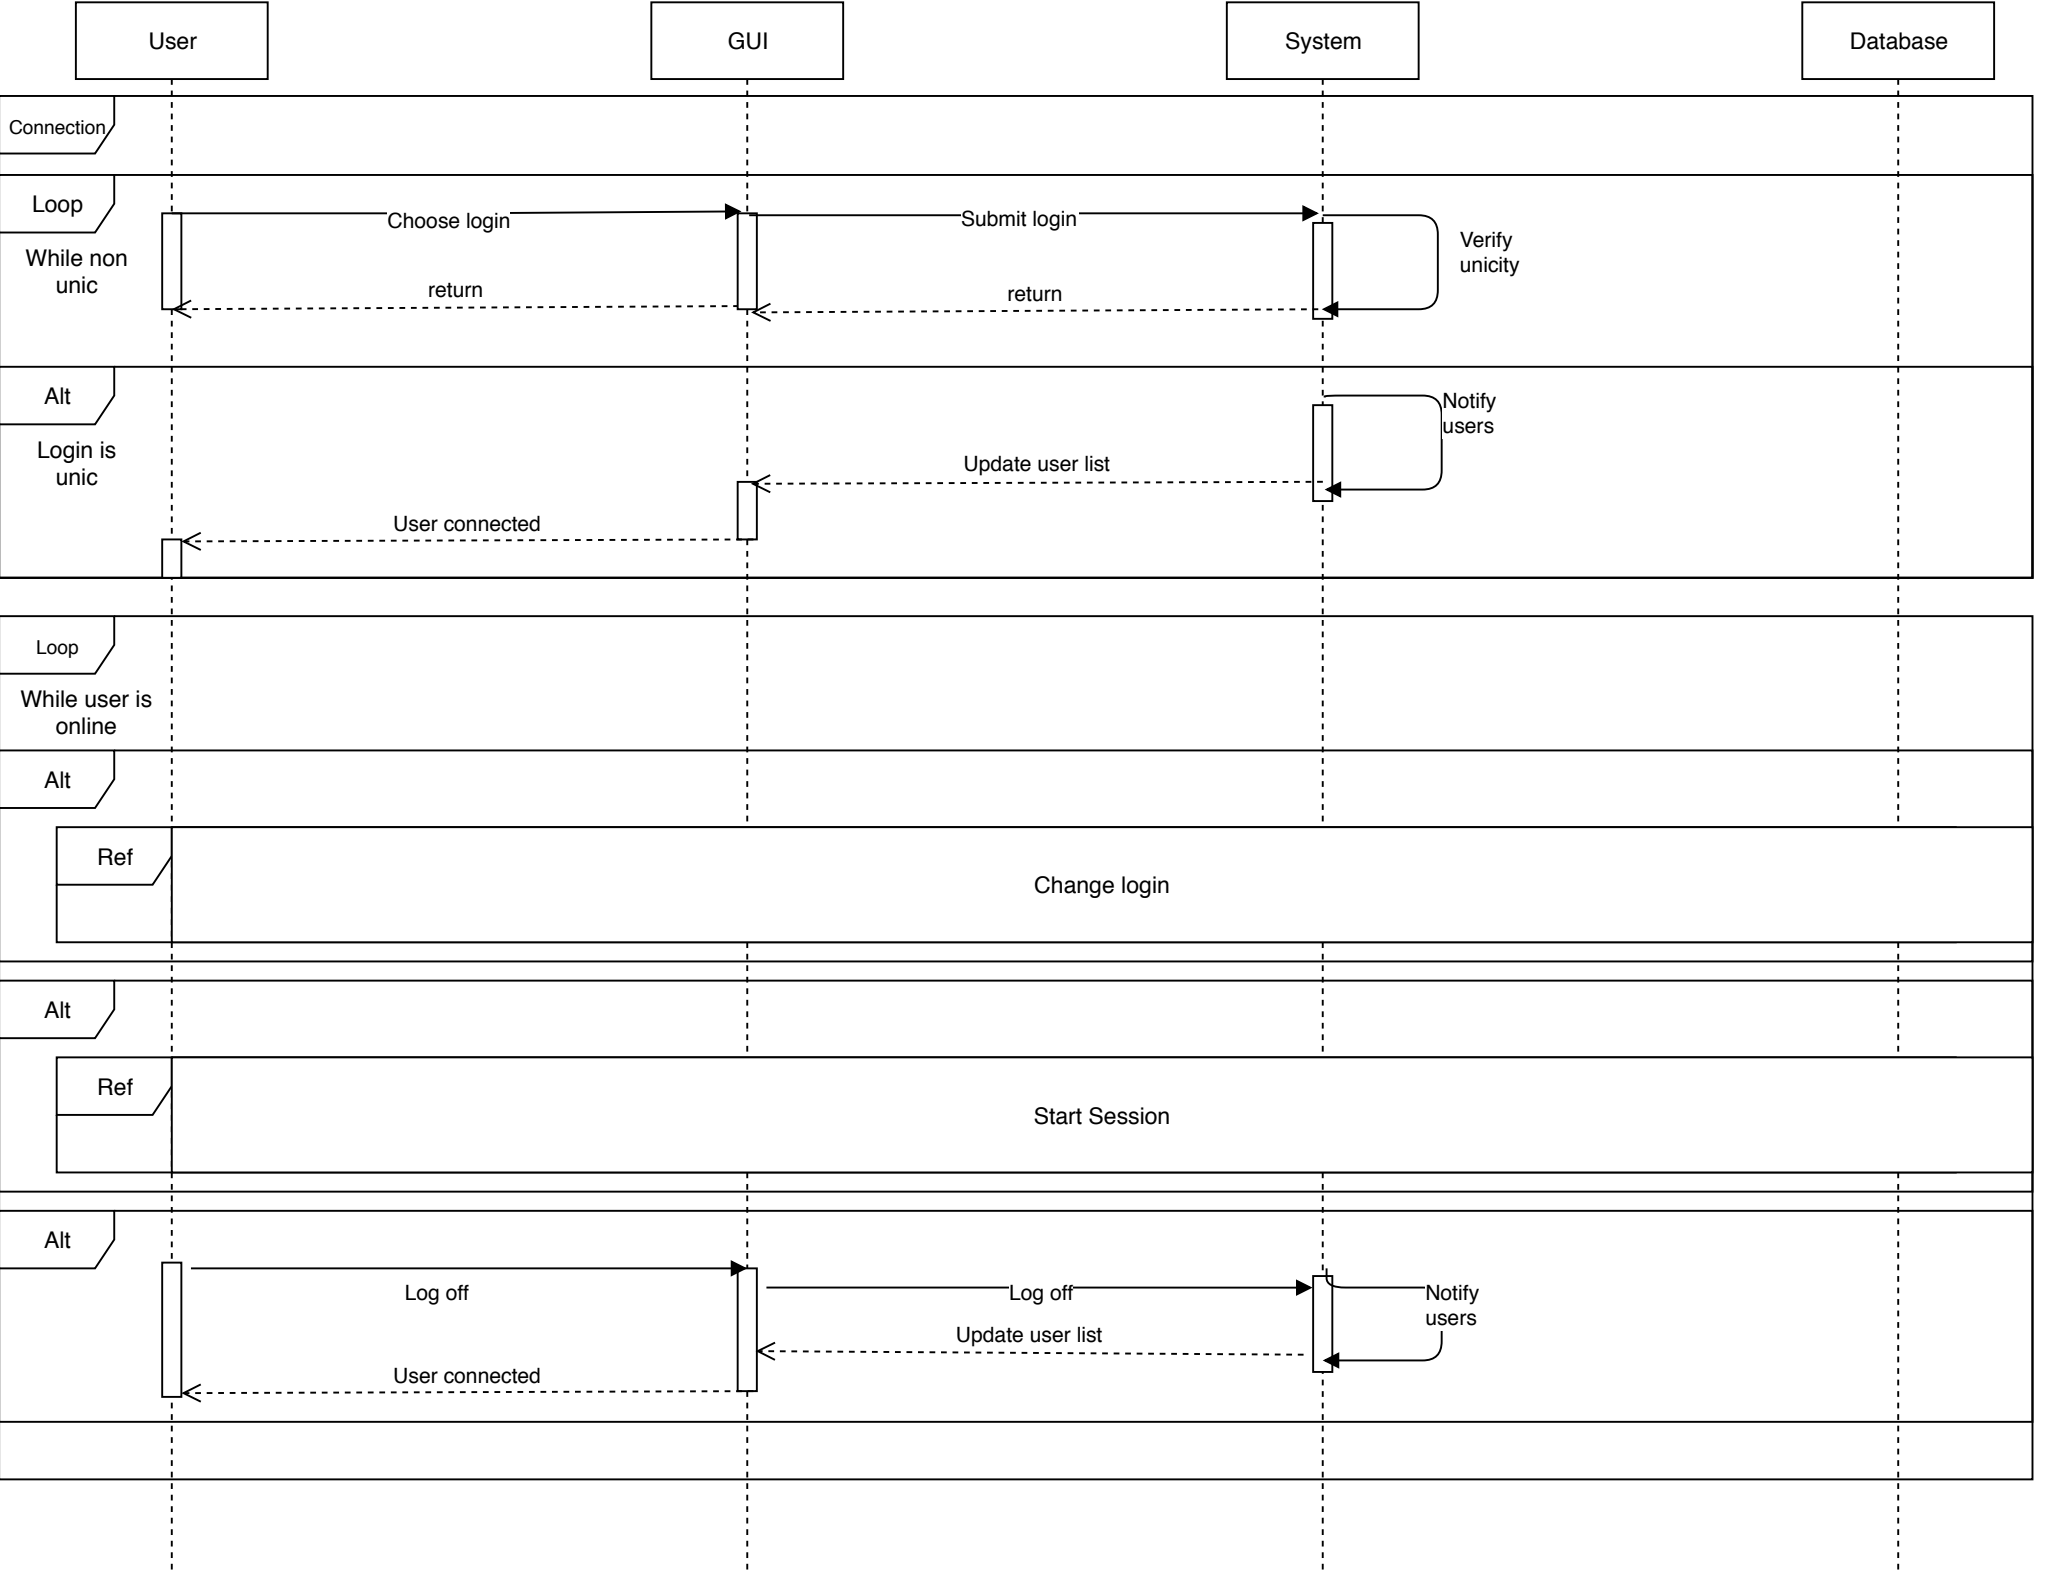 User
GUI
System
Database
Connection
Loop
While non
unic
Choose login
Submit login
Verify
unicity
return
return
Alt
Login is
unic
Notify
users
Update user list
User connected
Loop
While user is
online
Alt
Ref
Change login
Alt
Ref
Start Session
Alt
Log off
Log off
Notify
users
Update user list
User connected